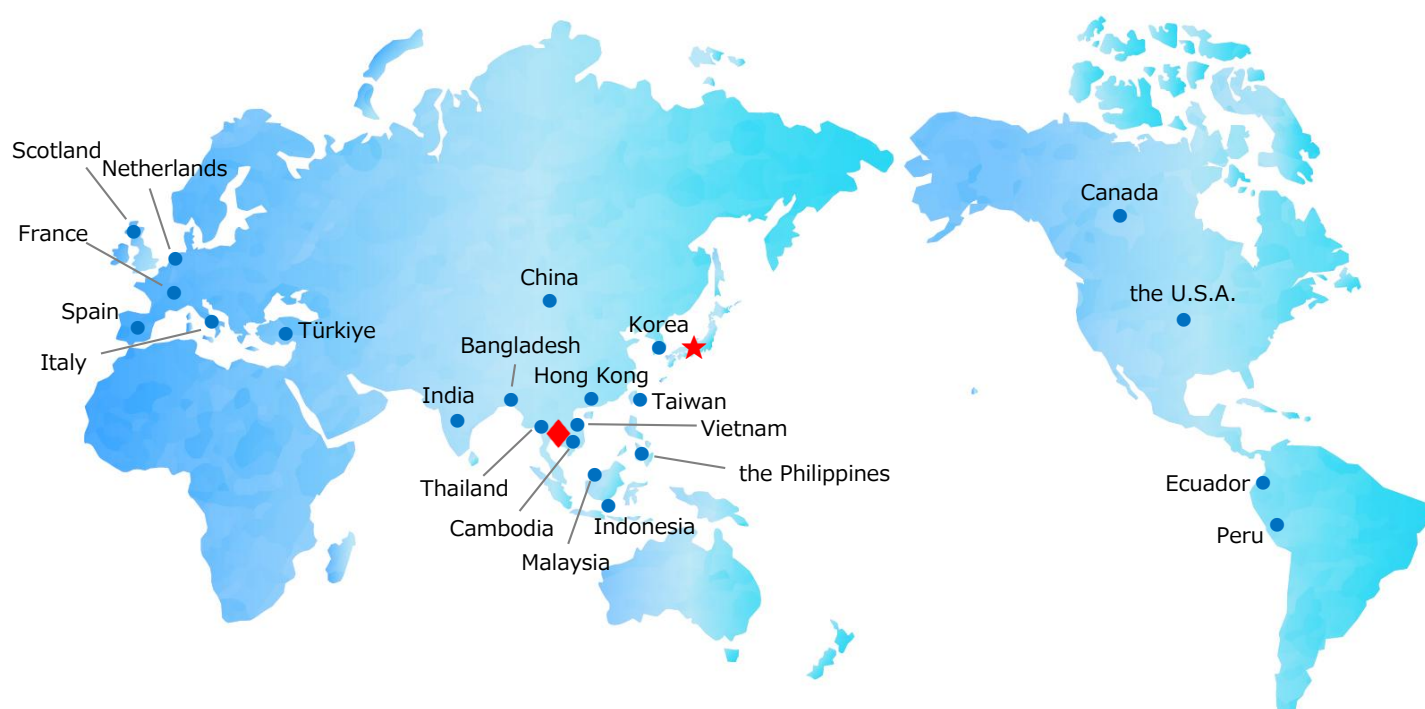 Scotland
Netherlands
Canada
France
China
the U.S.A.
Spain
Korea
Türkiye
Bangladesh
Italy
Hong Kong
India
Taiwan
Vietnam
the Philippines
Thailand
Ecuador
Cambodia
Indonesia
Peru
Malaysia